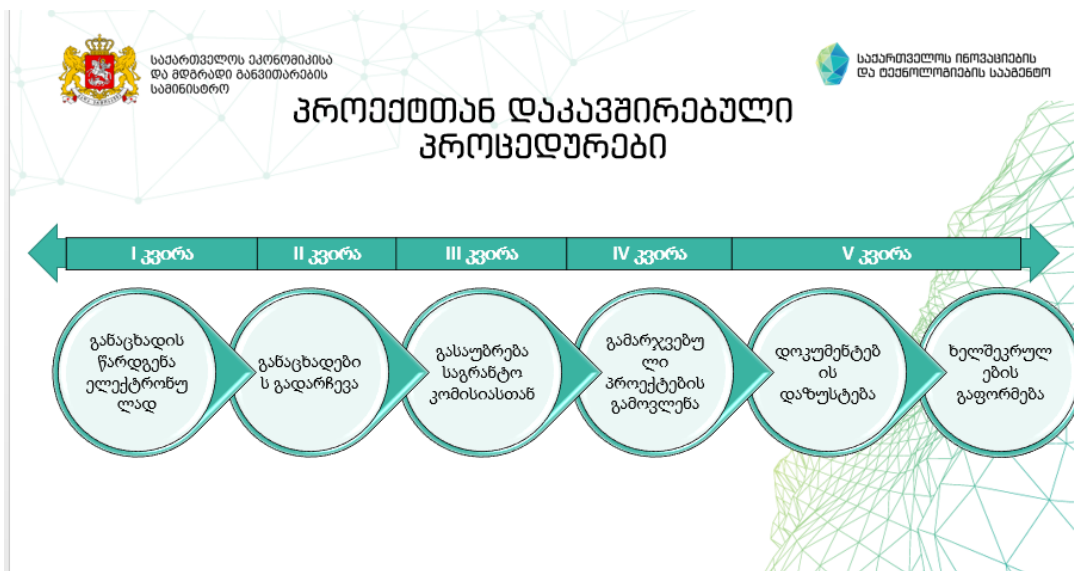 საქართველოს ეკონომიკისა
და მდგრადი განვითარების
სამინისტრო
საქართველოს ინოვაციების
და ტექნოლოგიების სააგენტო
პროექტთან დაკავშირებული
პროცედურები
I კვირა
II კვირა
III კვირა
IV კვირა
V კვირა
განაცხადის
წარდგენა
ელექტრონუ
ლად
განაცხადები
ს გადარჩევა
გასაუბრება
საგრანტო
კომისიასთან
გამარჯვებუ
ლი
პროექტების
გამოვლენა
დოკუმენტებ
ის
დაზუსტება
ხელშეკრულ
ების
გაფორმება